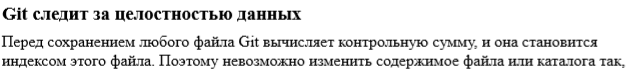 Git следит за целостностью данных
Перед сохранением любого файла Git вычисляет контрольную сумму, и она становится
индексом этого файла. Поэтому невозможно изменить содержимое файла или каталога так,